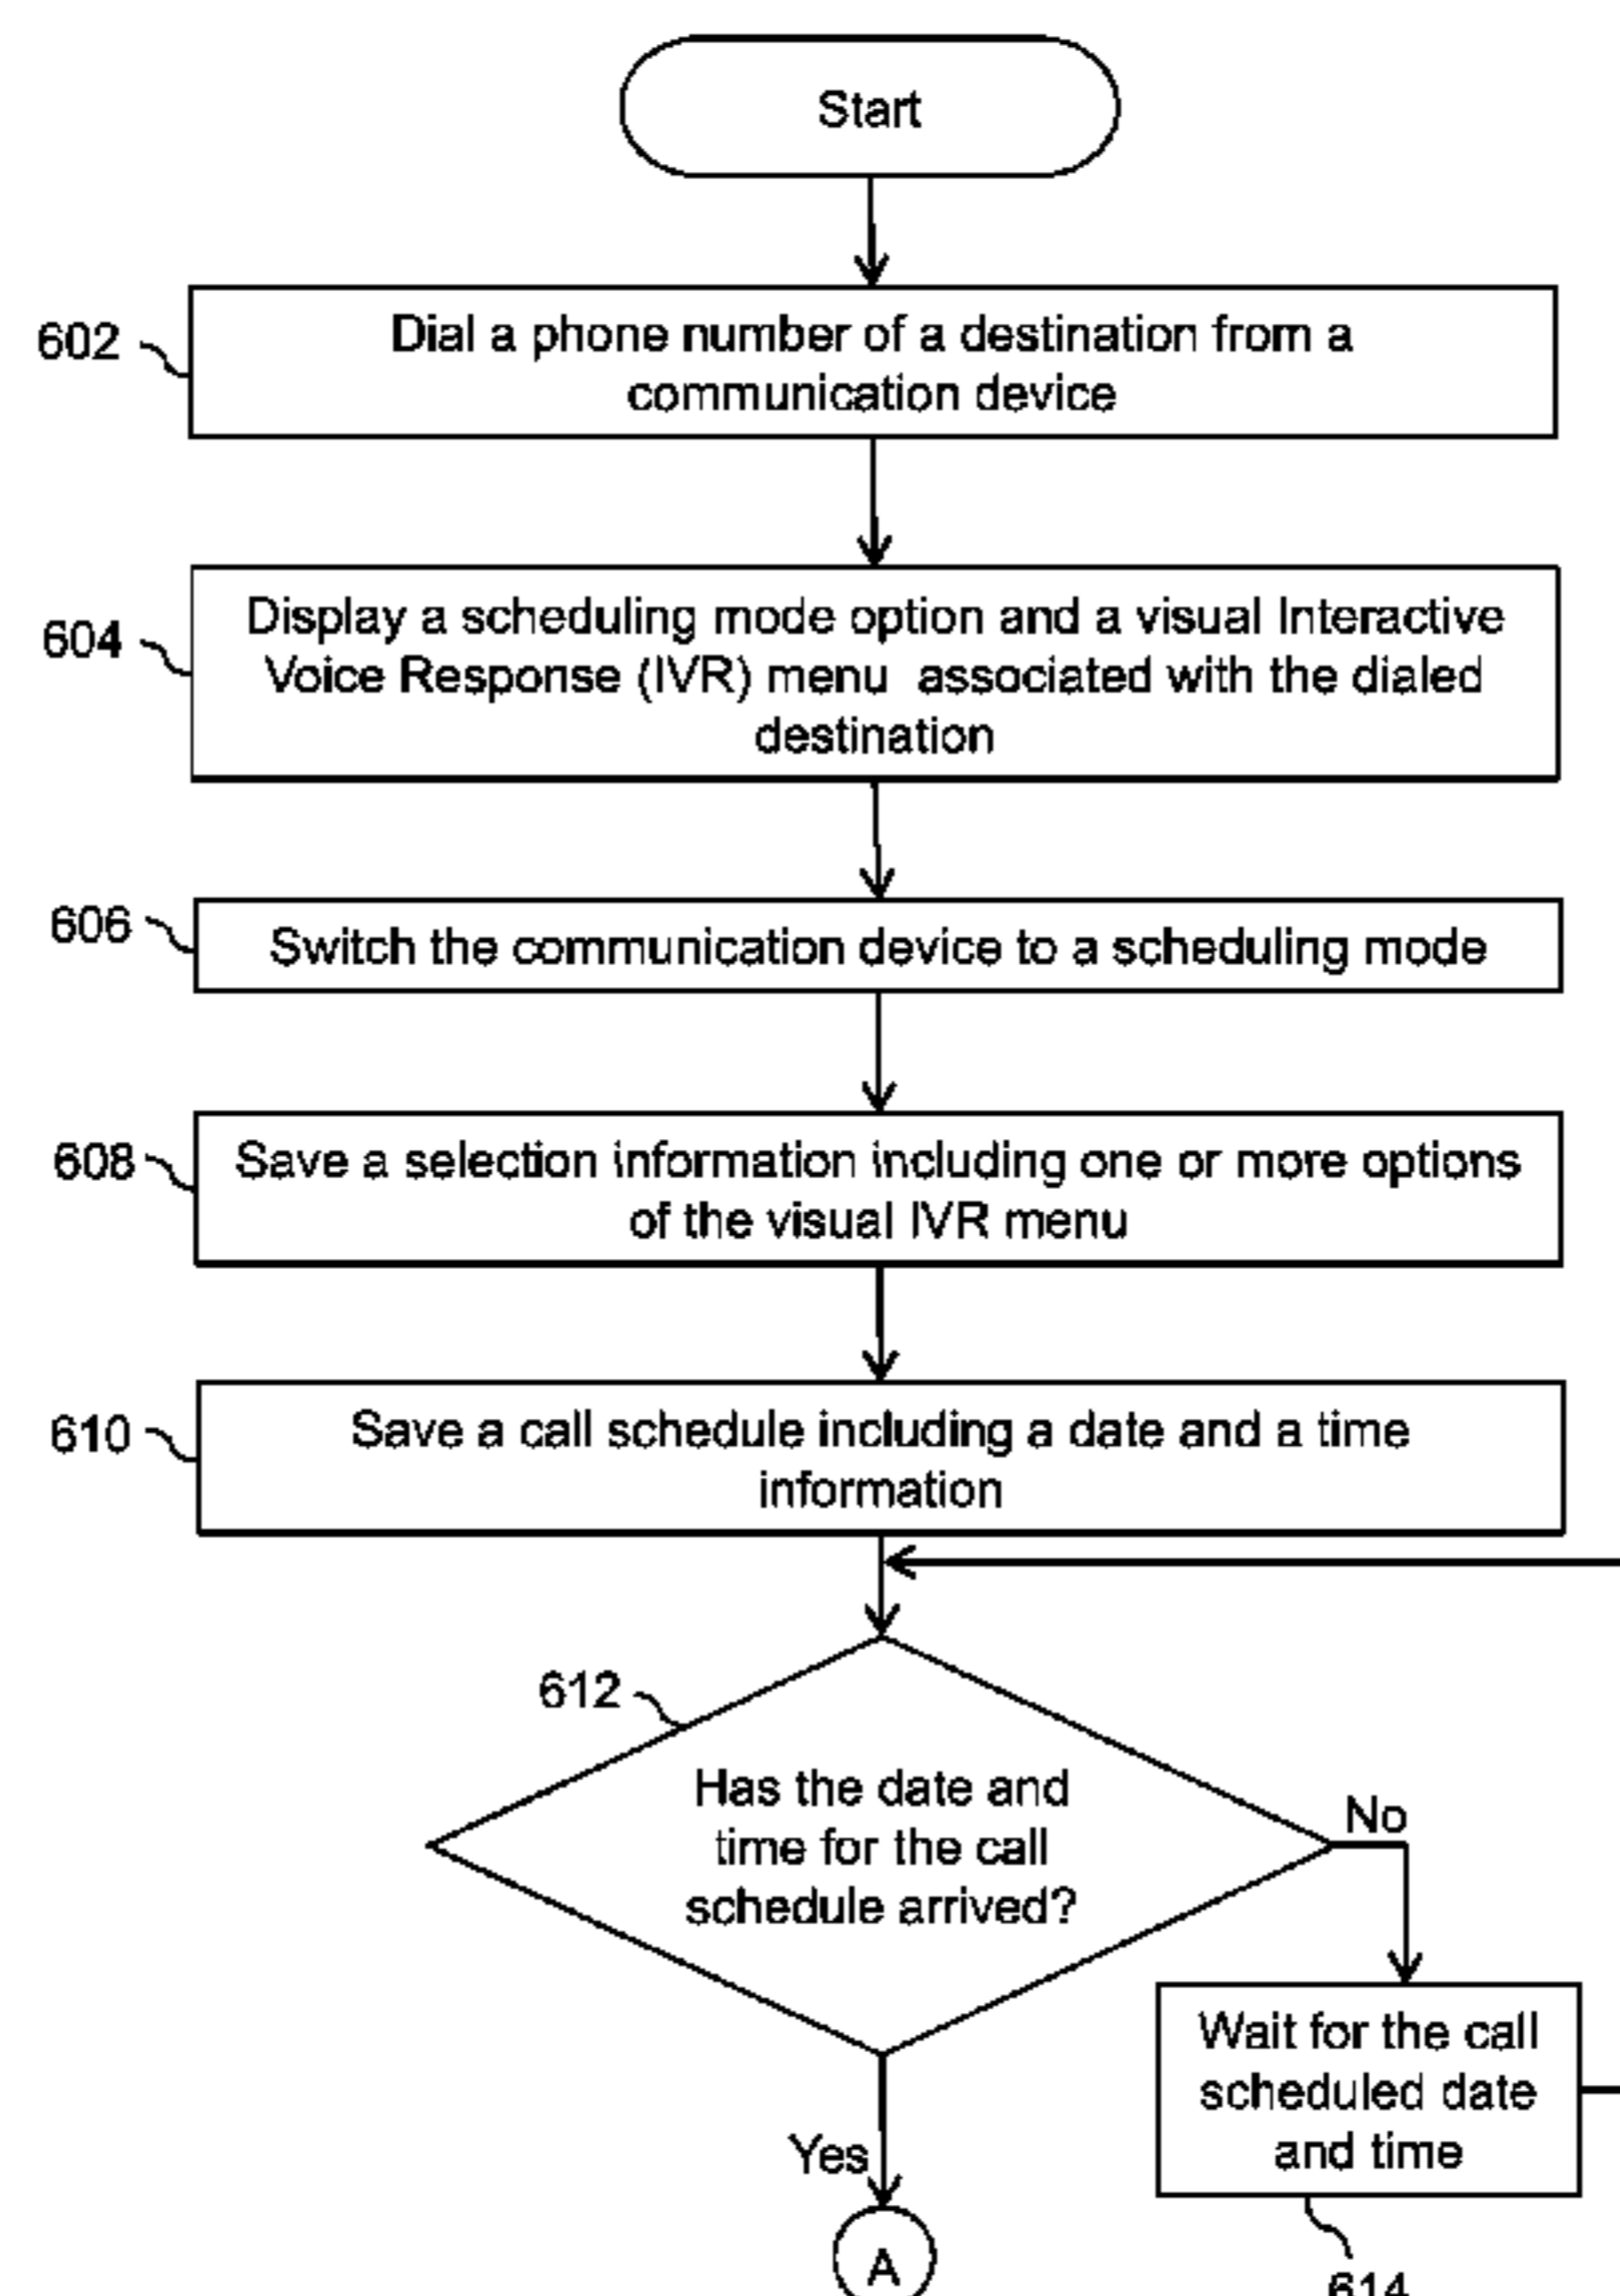 Start
602
Dial a phone number of a destination from a
communication device
604
Display a scheduling mode option and a visual Interactive
Voice Response (IVR) menu associated with the dialed
destination
606
Switch the communication device to a scheduling mode
608
Save a selection information including one or more options
of the visual IVR menu
610
Save a call schedule including a date and a time
information
612
Has the date and
time for the call
schedule arrived?
No
Wait for the call
scheduled date
and time
Yes
A
614